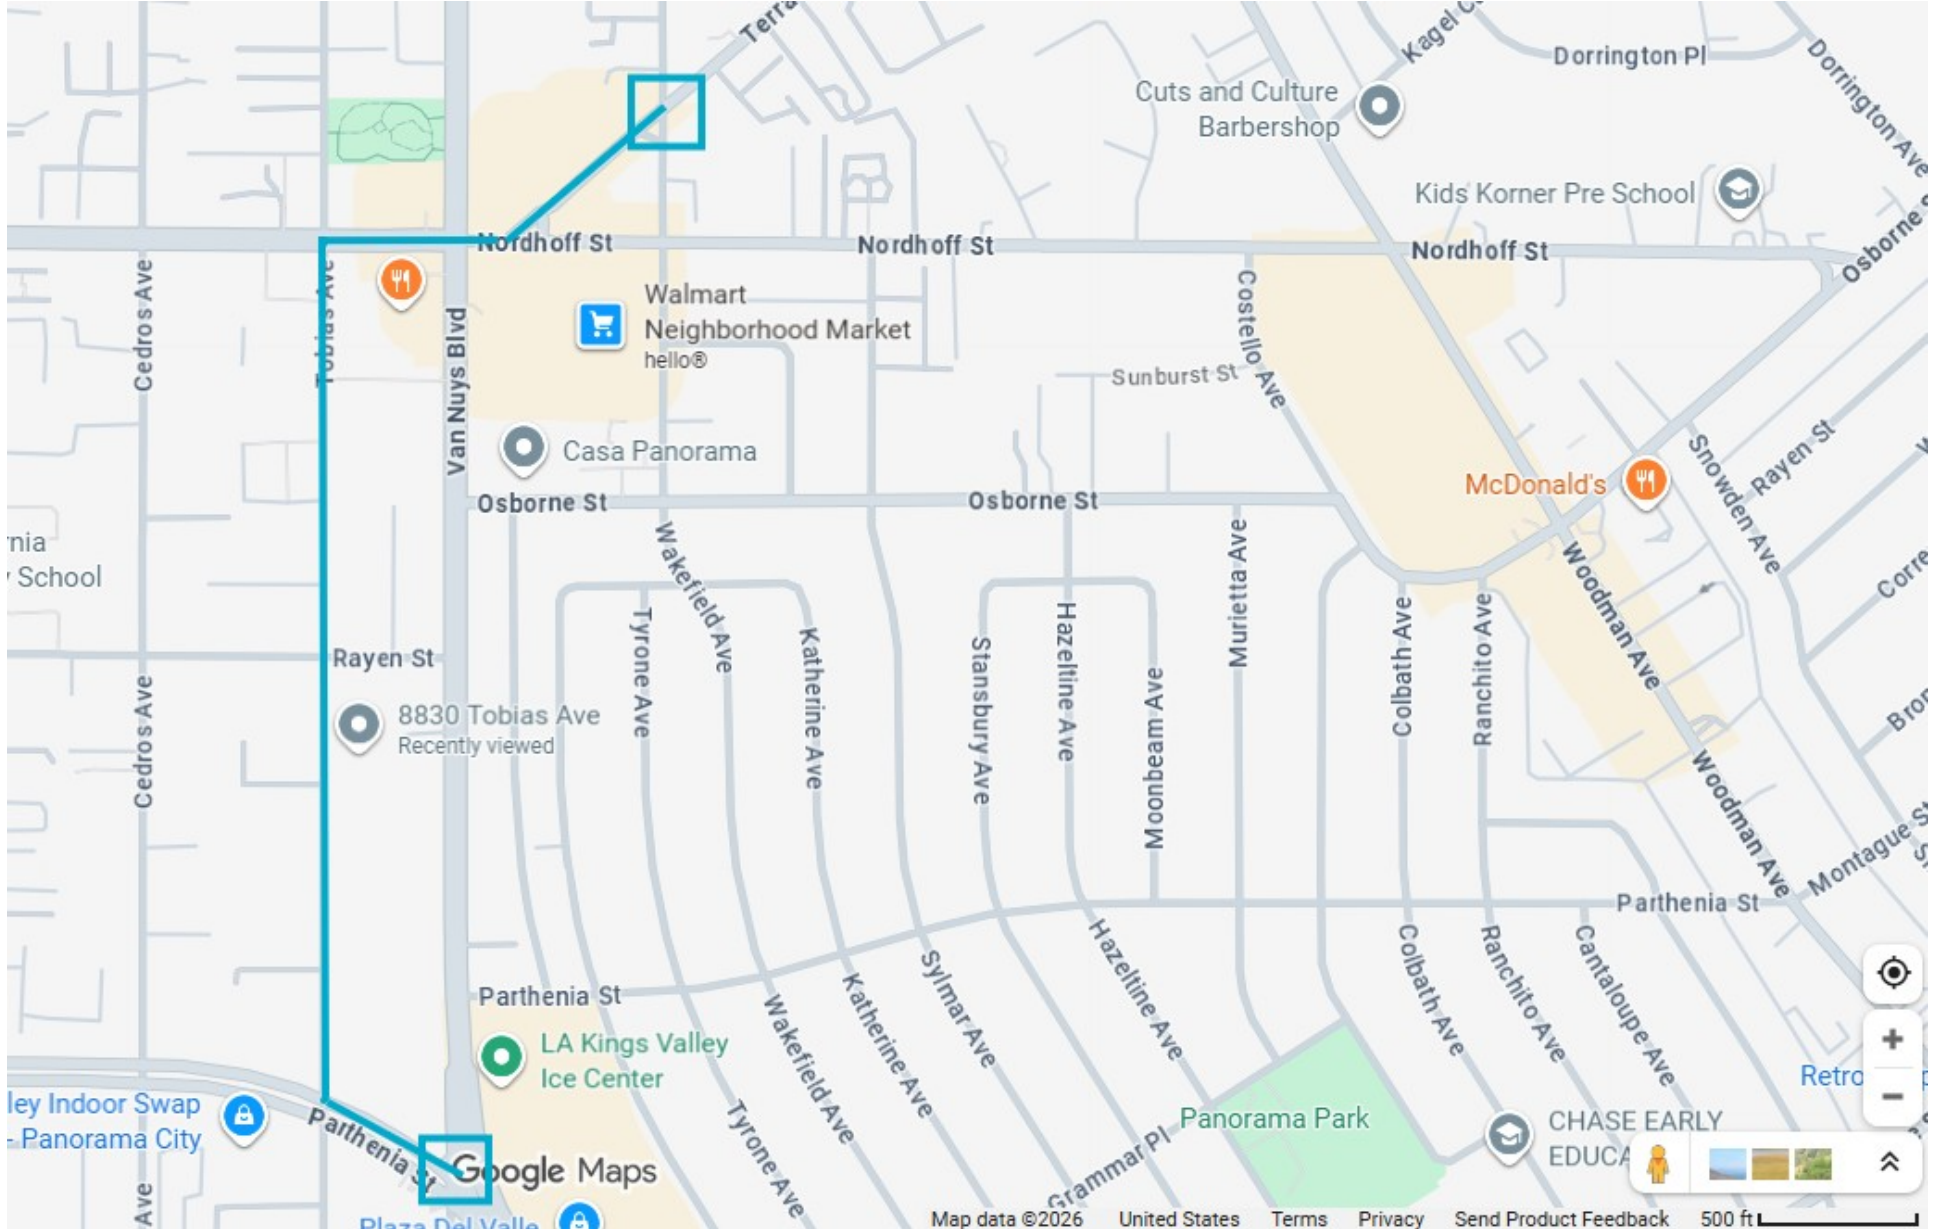 Terra
Kagel C
Dorrington Pl
Dorrington Ave
Cuts and Culture
Barbershop
Kids Korner Pre School
Osborne S
Nordhoff St
Nordhoff St
Nordhoff St
Cedros Ave
Tobias Ave
Van Nuys Blvd
Walmart
Neighborhood Market
hello®
Costello Ave
Sunburst St
Casa Panorama
McDonald's
Snowden Ave
Rayen St
Osborne St
Osborne St
rnia
School
Wakefield Ave
Murietta Ave
Woodman Ave
Corre
Rayen St
Tyrone Ave
Katherine Ave
Stansbury Ave
Hazeltine Ave
Moonbeam Ave
Colbath Ave
Ranchito Ave
Cedros Ave
8830 Tobias Ave
Recently viewed
Bron
Woodman Ave
Montague S
Parthenia St
Parthenia St
Hazeltine Ave
Colbath Ave
Ranchito Ave
Cantaloupe Ave
Sylmar Ave
Katherine Ave
Wakefield Ave
LA Kings Valley
Ice Center
Retro
ley Indoor Swap
- Panorama City
Parthenia St
Tyrone Ave
Panorama Park
Grammar Pl
CHASE EARLY
EDUCA
Google Maps
Ave
Plaza Del Valle
Map data ©2026 United States Terms Privacy Send Product Feedback 500 ft